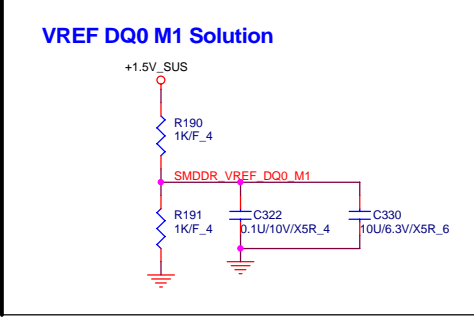 VREF DQ0 M1 Solution
+1.5V_SUS
R190
1K/F_4
SMDDR_VREF_DQ0_M1
R191
1K/F_4
C322
0.1U/10V/X5R_4
C330
10U/6.3V/X5R_6